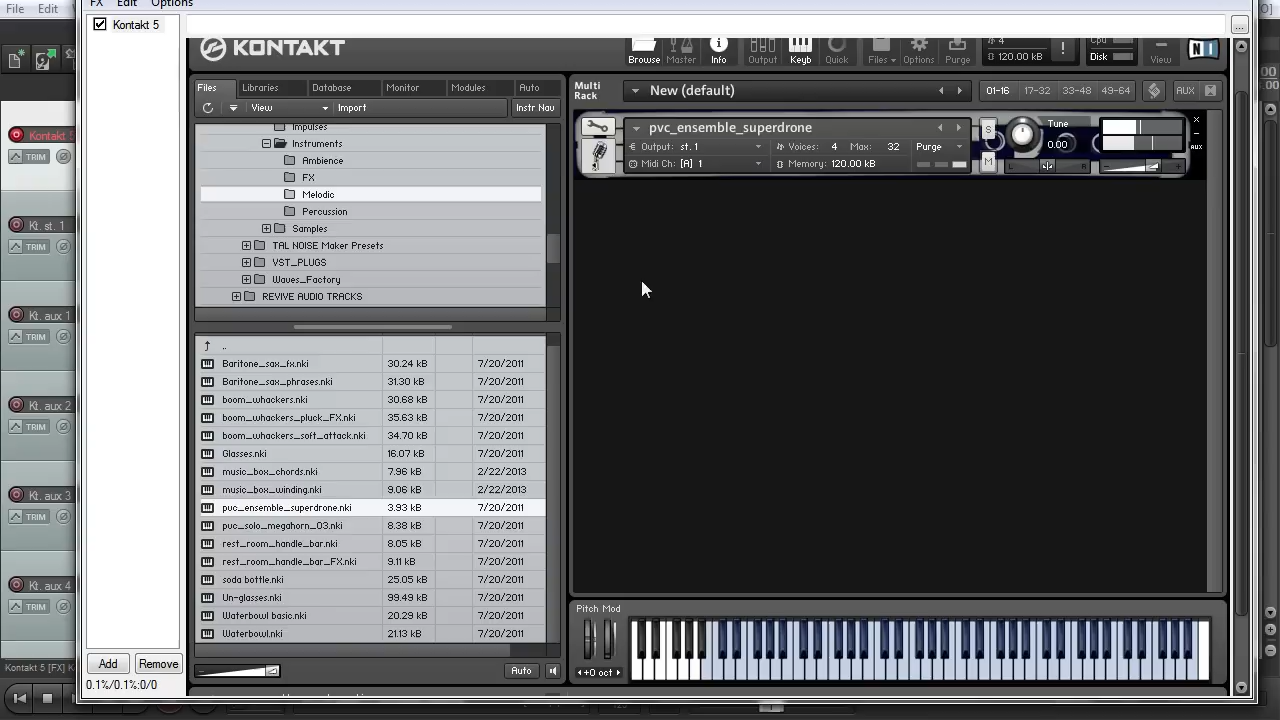 File Edit
FX Edit Options
Kontakt 5
...
KONTAKT
Browse Master Info Output Keyb Quick Files Settings Purge
4
120.00 kB
!
Cpu
Disk
View
NI
Files Libraries Database Monitor Modules Auto
View Import Instr Nav
Impulses
Instruments
Ambience
FX
Melodic
Percussion
Samples
TAL NOISE Maker Presets
VST_PLUGS
Waves_Factory
REVIVE AUDIO TRACKS
..
Baritone_sax_fx.nki 30.24 kB 7/20/2011
Baritone_sax_phrases.nki 31.30 kB 7/20/2011
boom_whackers.nki 30.68 kB 7/20/2011
boom_whackers_pluck_FX.nki 35.63 kB 7/20/2011
boom_whackers_soft_attack.nki 34.70 kB 7/20/2011
Glasses.nki 16.07 kB 7/20/2011
music_box_chords.nki 7.96 kB 2/22/2013
music_box_winding.nki 9.06 kB 2/22/2013
pvc_ensemble_superdrone.nki 3.93 kB 7/20/2011
pvc_solo_megahorn_03.nki 8.38 kB 7/20/2011
rest_room_handle_bar.nki 8.05 kB 7/20/2011
rest_room_handle_bar_FX.nki 9.11 kB 7/20/2011
soda bottle.nki 25.05 kB 7/20/2011
Un-glasses.nki 99.49 kB 7/20/2011
Waterbowl basic.nki 20.29 kB 7/20/2011
Waterbowl.nki 21.13 kB 7/20/2011
Auto
Multi Rack
New (default)
01-16 17-32 33-48 49-64 AUX
pvc_ensemble_superdrone
Output: st. 1 Voices: 4 Max: 32 Purge
Midi Ch: [A] 1 Memory: 120.00 kB
S
M
Tune
0.00
L R
AUX
Pitch Mod
+0 oct
Kontakt 5
TRIM
Kt. st. 1
TRIM
Kt. aux 1
TRIM
Kt. aux 2
TRIM
Kt. aux 3
TRIM
Kt. aux 4
TRIM
Add Remove
0.1%/0.1%:0/0
Kontakt 5 [FX]